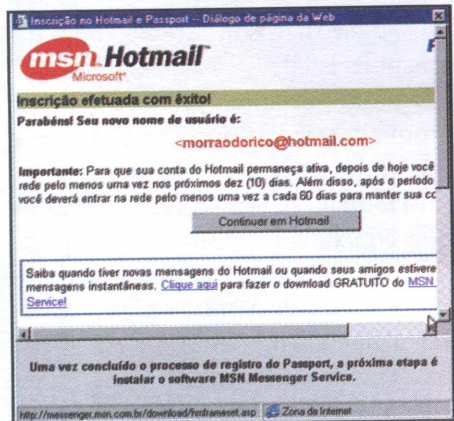 Inscrição no Hotmail e Passport -- Diálogo de página da Web
msn Hotmail™
Microsoft®
Inscrição efetuada com êxito!
Parabéns! Seu novo nome de usuário é:
<morraodorico@hotmail.com>
Importante: Para que sua conta do Hotmail permaneça ativa, depois de hoje você
rede pelo menos uma vez nos próximos dez (10) dias. Além disso, após o período
você deverá entrar na rede pelo menos uma vez a cada 60 dias para manter sua co
Continuar em Hotmail
Saiba quando tiver novas mensagens do Hotmail ou quando seus amigos estivere
mensagens instantâneas. Clique aqui para fazer o download GRATUITO do MSN
Service!
Uma vez concluído o processo de registro do Passport, a próxima etapa é
instalar o software MSN Messenger Service.
http://messenger.msn.com.br/download/hmframeset.asp
Zona da Internet